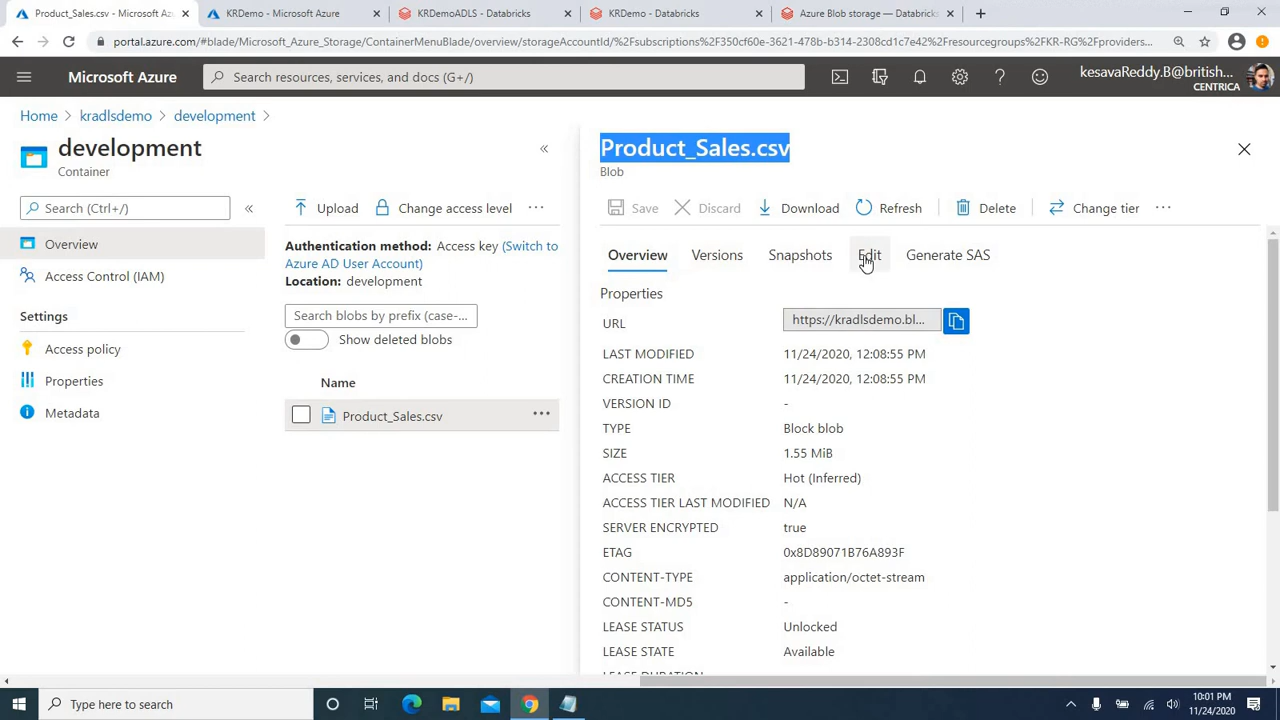 Product_Sales.csv - Microsoft Az
KRDemo - Microsoft Azure
KRDemoADLS - Databricks
KRDemo - Databricks
Azure Blob storage — Databricks
portal.azure.com/#blade/Microsoft_Azure_Storage/ContainerMenuBlade/overview/storageAccountId/%2Fsubscriptions%2F350cf60e-3621-478b-b314-2308cd1c7e42%2Fresourcegroups%2FKR-RG%2Fproviders...
Microsoft Azure
Search resources, services, and docs (G+/)
kesavaReddy.B@british...
CENTRICA
Home > kradlsdemo > development >
development
Container
Search (Ctrl+/)
Overview
Access Control (IAM)
Settings
Access policy
Properties
Metadata
Upload
Change access level
Authentication method: Access key (Switch to
Azure AD User Account)
Location: development
Search blobs by prefix (case-...
Show deleted blobs
Name
Product_Sales.csv
Product_Sales.csv
Blob
Save
Discard
Download
Refresh
Delete
Change tier
Overview
Versions
Snapshots
Edit
Generate SAS
Properties
URL https://kradlsdemo.bl...
LAST MODIFIED 11/24/2020, 12:08:55 PM
CREATION TIME 11/24/2020, 12:08:55 PM
VERSION ID -
TYPE Block blob
SIZE 1.55 MiB
ACCESS TIER Hot (Inferred)
ACCESS TIER LAST MODIFIED N/A
SERVER ENCRYPTED true
ETAG 0x8D89071B76A893F
CONTENT-TYPE application/octet-stream
CONTENT-MD5 -
LEASE STATUS Unlocked
LEASE STATE Available
LEASE DURATION
Type here to search
10:01 PM
11/24/2020